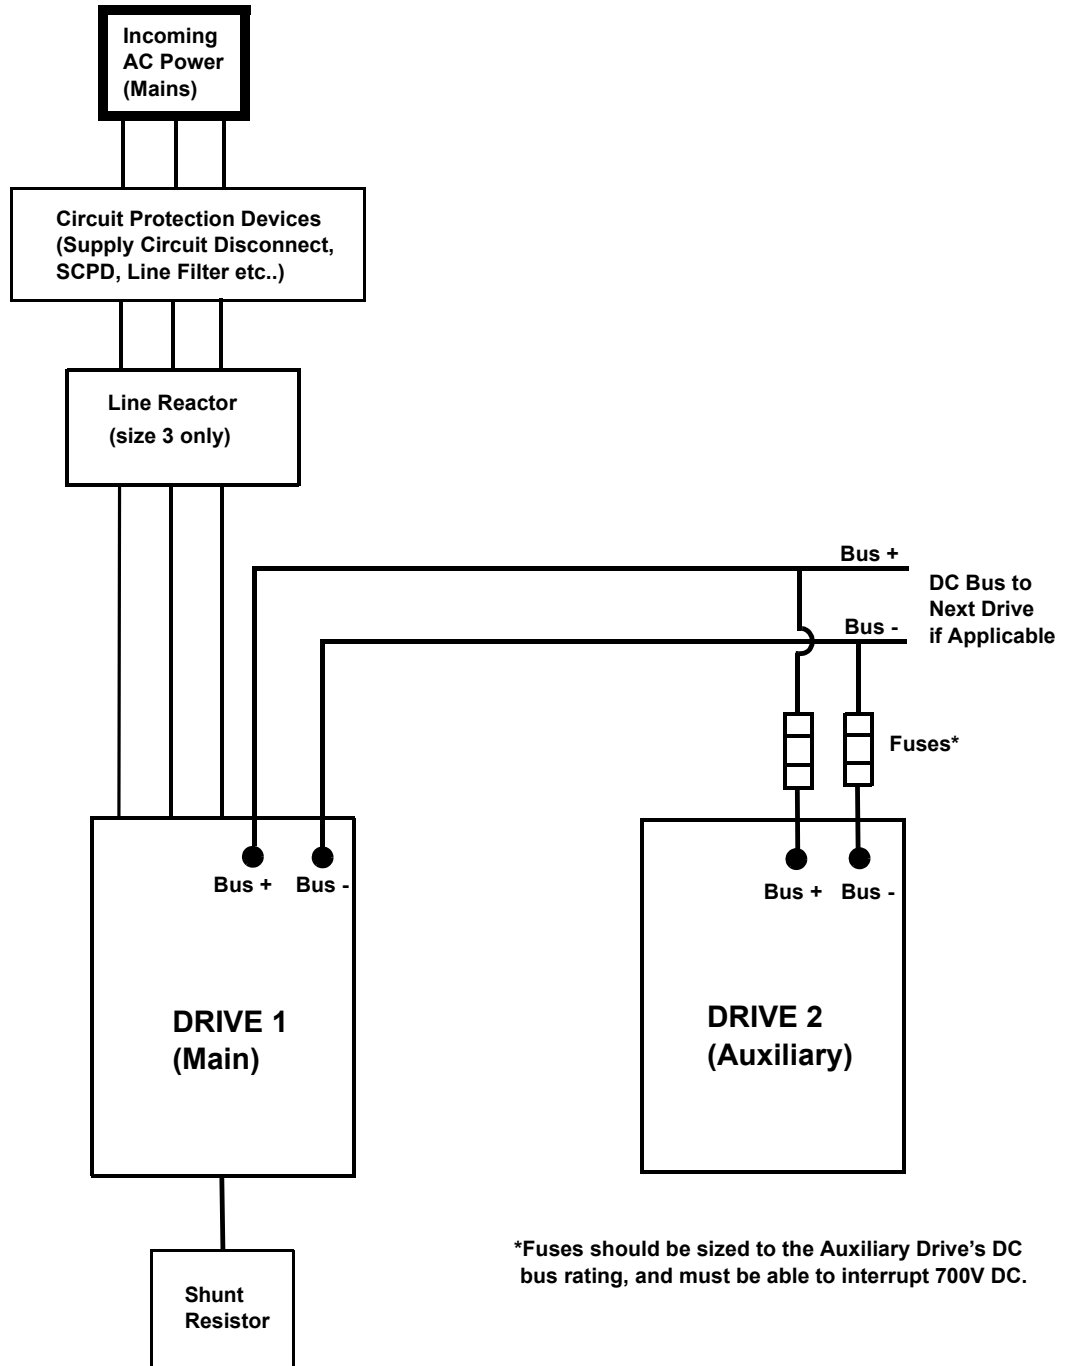 Incoming
AC Power
(Mains)
Circuit Protection Devices
(Supply Circuit Disconnect,
SCPD, Line Filter etc..)
Line Reactor
(size 3 only)
Bus +
DC Bus to
Next Drive
if Applicable
Bus -
Fuses*
Bus +
Bus -
Bus +
Bus -
DRIVE 1
(Main)
DRIVE 2
(Auxiliary)
*Fuses should be sized to the Auxiliary Drive's DC
bus rating, and must be able to interrupt 700V DC.
Shunt
Resistor